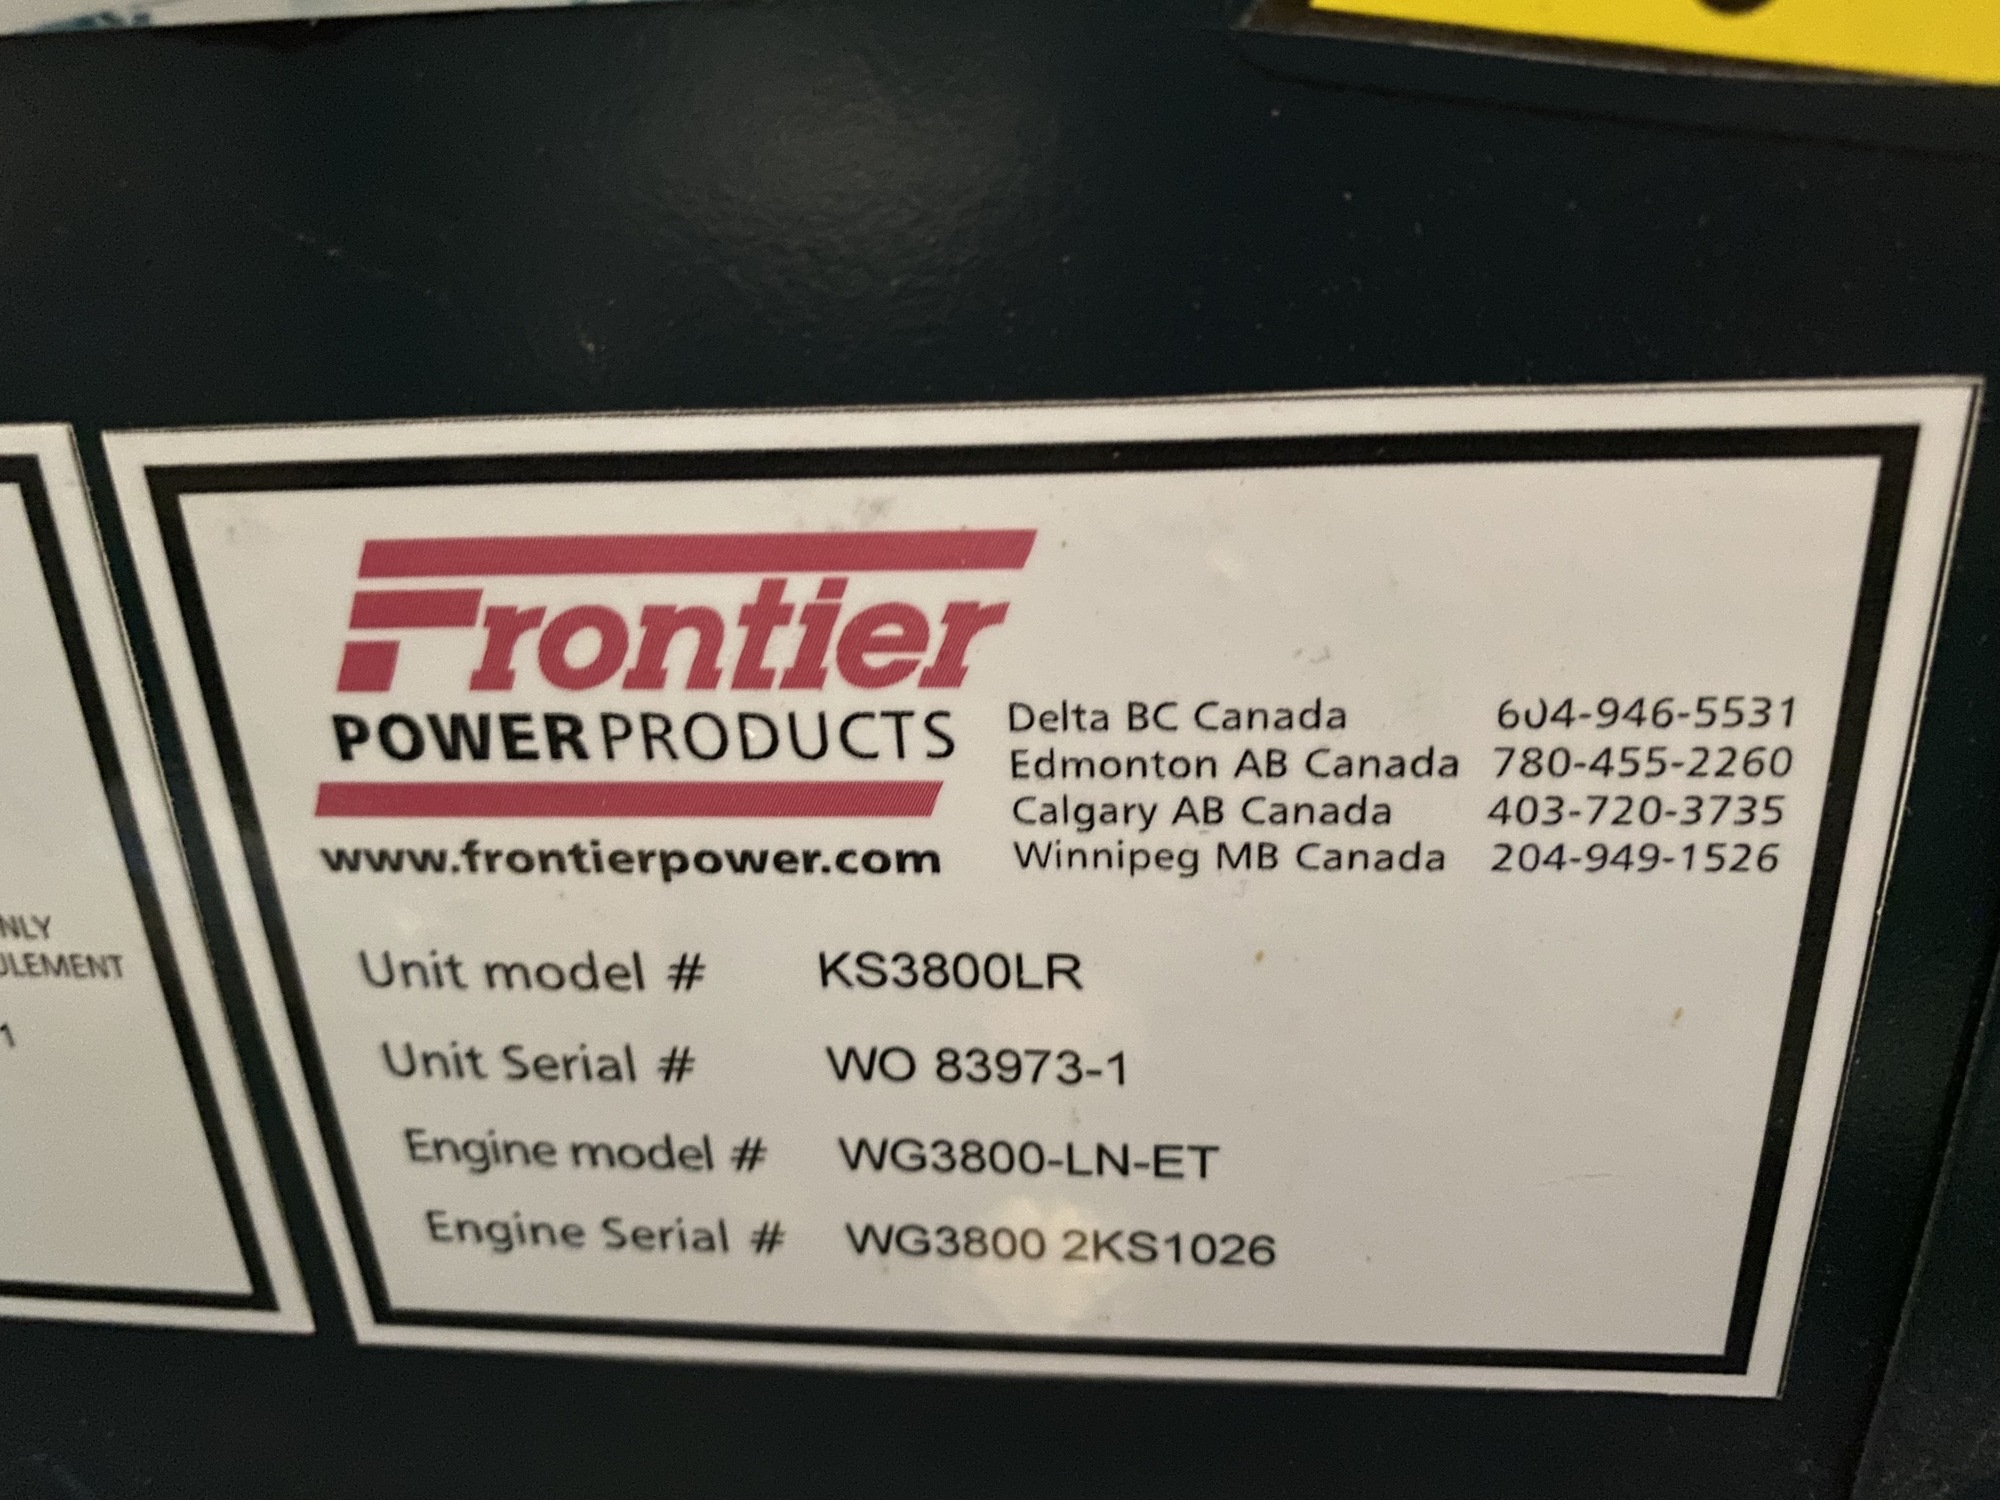 Frontier
POWER PRODUCTS
www.frontierpower.com
Delta BC Canada 604-946-5531
Edmonton AB Canada 780-455-2260
Calgary AB Canada 403-720-3735
Winnipeg MB Canada 204-949-1526
Unit model # KS3800LR
Unit Serial # WO 83973-1
Engine model # WG3800-LN-ET
Engine Serial # WG3800 2KS1026
NLY
ULEMENT
1